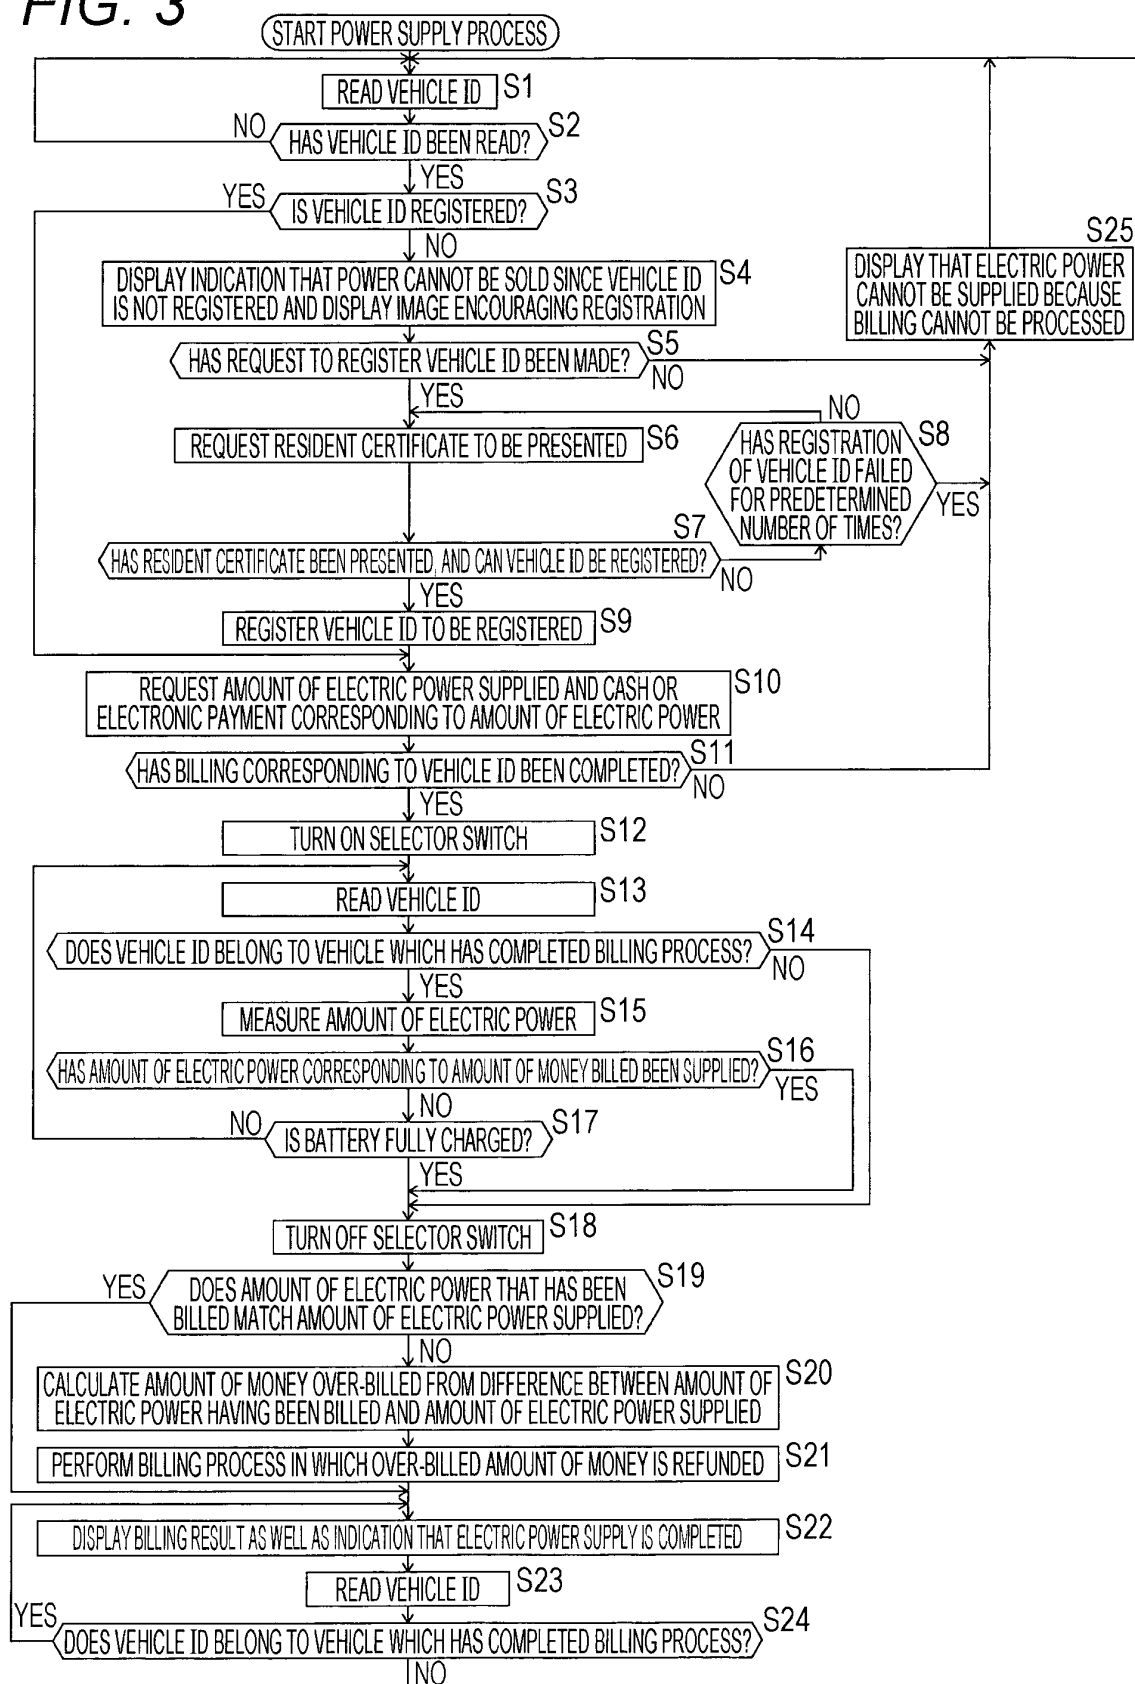 FIG. 3
START POWER SUPPLY PROCESS
READ VEHICLE ID
S1
NO
HAS VEHICLE ID BEEN READ?
S2
YES
YES
IS VEHICLE ID REGISTERED?
S3
NO
DISPLAY INDICATION THAT POWER CANNOT BE SOLD SINCE VEHICLE ID
IS NOT REGISTERED AND DISPLAY IMAGE ENCOURAGING REGISTRATION
S4
S25
DISPLAY THAT ELECTRIC POWER
CANNOT BE SUPPLIED BECAUSE
BILLING CANNOT BE PROCESSED
HAS REQUEST TO REGISTER VEHICLE ID BEEN MADE?
S5
NO
YES
NO
REQUEST RESIDENT CERTIFICATE TO BE PRESENTED
S6
HAS REGISTRATION
OF VEHICLE ID FAILED
FOR PREDETERMINED
NUMBER OF TIMES?
S8
YES
HAS RESIDENT CERTIFICATE BEEN PRESENTED, AND CAN VEHICLE ID BE REGISTERED?
S7
NO
YES
REGISTER VEHICLE ID TO BE REGISTERED
S9
REQUEST AMOUNT OF ELECTRIC POWER SUPPLIED AND CASH OR
ELECTRONIC PAYMENT CORRESPONDING TO AMOUNT OF ELECTRIC POWER
S10
HAS BILLING CORRESPONDING TO VEHICLE ID BEEN COMPLETED?
S11
NO
YES
TURN ON SELECTOR SWITCH
S12
READ VEHICLE ID
S13
DOES VEHICLE ID BELONG TO VEHICLE WHICH HAS COMPLETED BILLING PROCESS?
S14
NO
YES
MEASURE AMOUNT OF ELECTRIC POWER
S15
HAS AMOUNT OF ELECTRIC POWER CORRESPONDING TO AMOUNT OF MONEY BILLED BEEN SUPPLIED?
S16
YES
NO
NO
IS BATTERY FULLY CHARGED?
S17
YES
TURN OFF SELECTOR SWITCH
S18
YES
DOES AMOUNT OF ELECTRIC POWER THAT HAS BEEN
BILLED MATCH AMOUNT OF ELECTRIC POWER SUPPLIED?
S19
NO
CALCULATE AMOUNT OF MONEY OVER-BILLED FROM DIFFERENCE BETWEEN AMOUNT OF
ELECTRIC POWER HAVING BEEN BILLED AND AMOUNT OF ELECTRIC POWER SUPPLIED
S20
PERFORM BILLING PROCESS IN WHICH OVER-BILLED AMOUNT OF MONEY IS REFUNDED
S21
DISPLAY BILLING RESULT AS WELL AS INDICATION THAT ELECTRIC POWER SUPPLY IS COMPLETED
S22
READ VEHICLE ID
S23
YES
DOES VEHICLE ID BELONG TO VEHICLE WHICH HAS COMPLETED BILLING PROCESS?
S24
NO